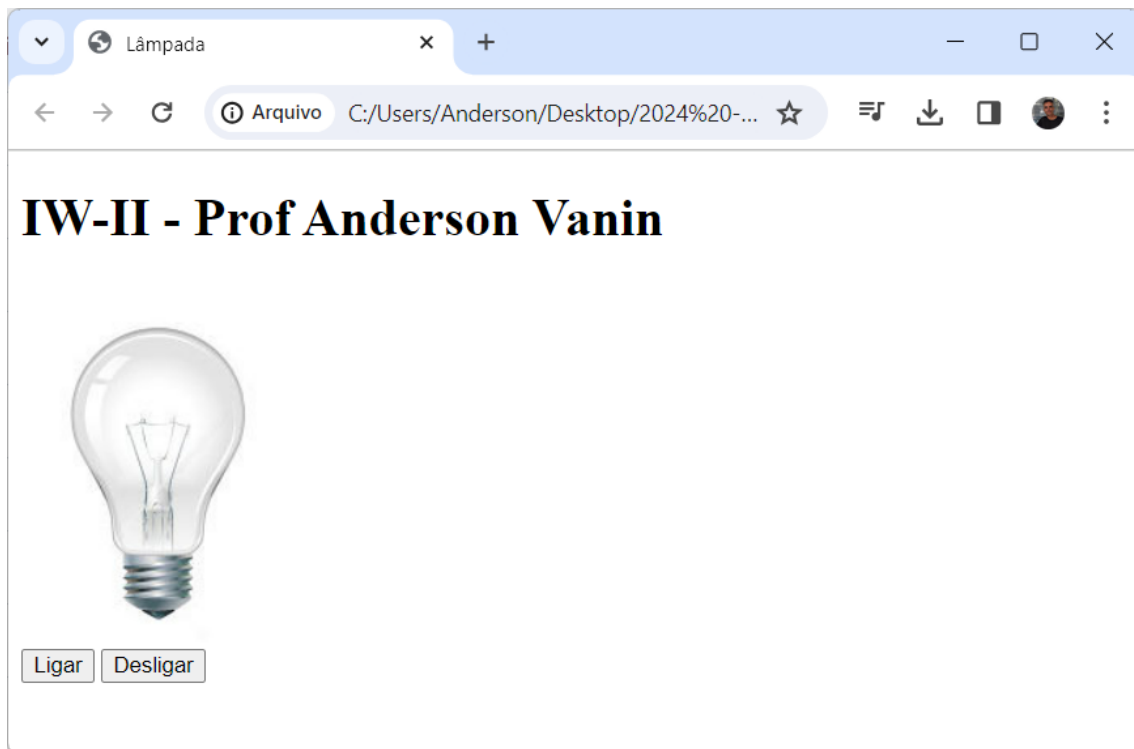 Lâmpada
Arquivo C:/Users/Anderson/Desktop/2024%20-...
IW-II - Prof Anderson Vanin
Ligar Desligar